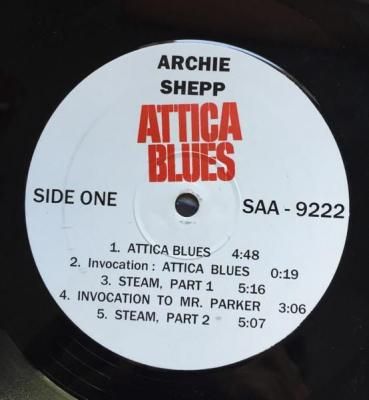 ARCHIE
SHEPP
ATTICA
BLUES
SIDE ONE SAA - 9222
1. ATTICA BLUES 4:48
2. Invocation: ATTICA BLUES 0:19
3. STEAM, PART 1 5:16
4. INVOCATION TO MR. PARKER 3:06
5. STEAM, PART 2 5:07